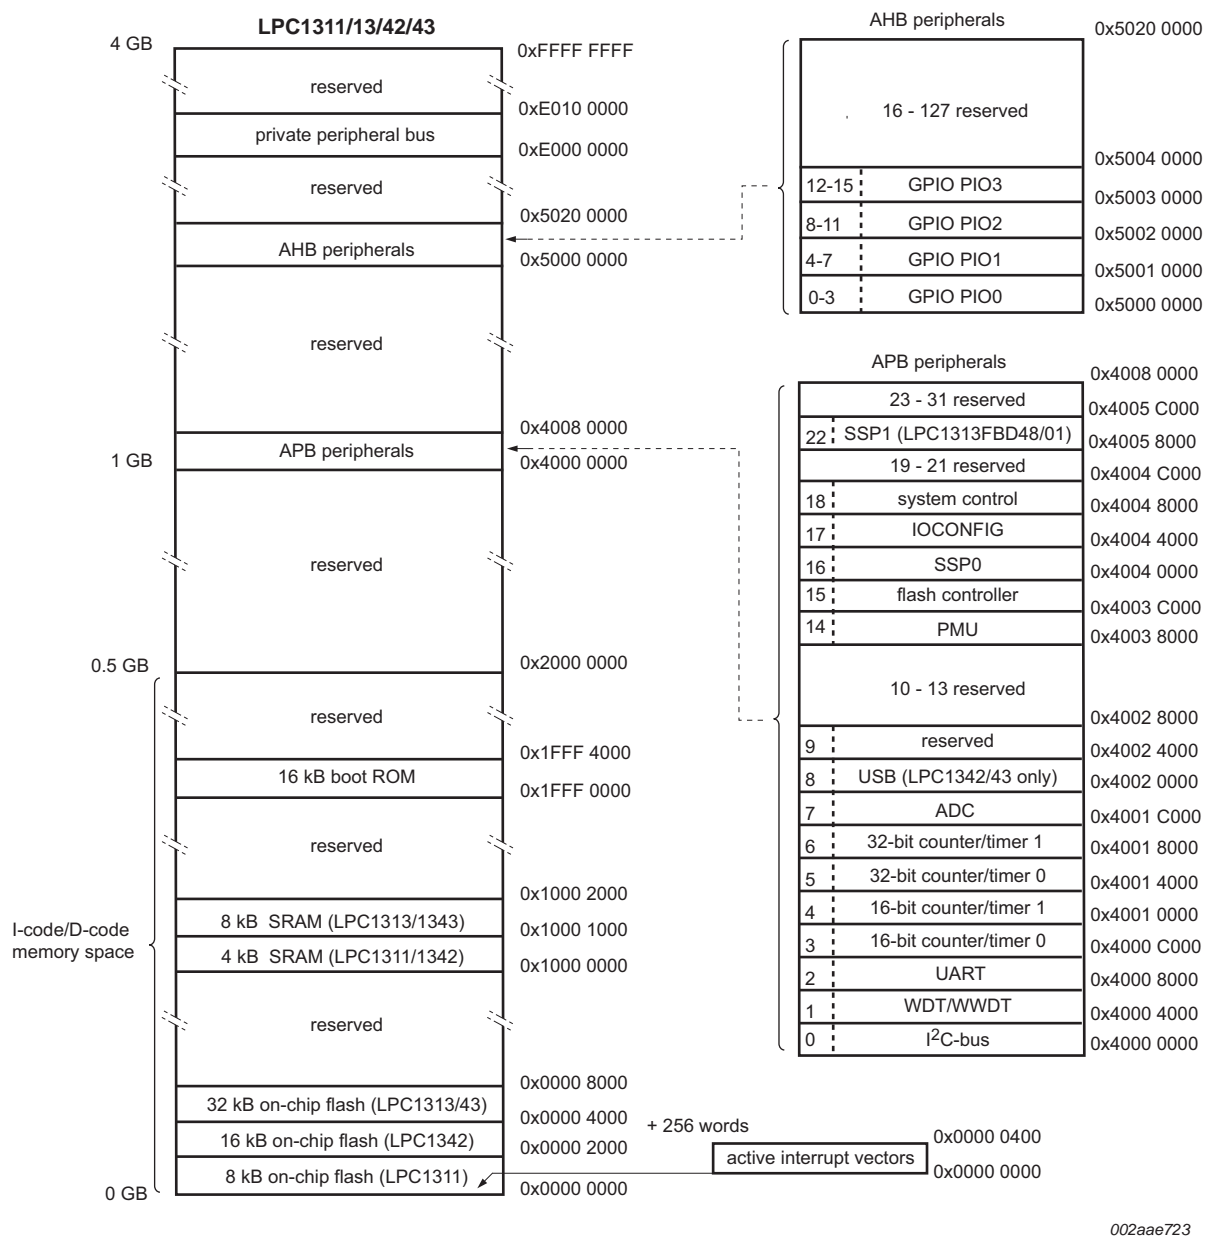 LPC1311/13/42/43
4 GB
0xFFFF FFFF
reserved
0xE010 0000
private peripheral bus
0xE000 0000
reserved
0x5020 0000
AHB peripherals
0x5000 0000
reserved
0x4008 0000
APB peripherals
1 GB
0x4000 0000
reserved
0.5 GB
0x2000 0000
reserved
0x1FFF 4000
16 kB boot ROM
0x1FFF 0000
reserved
0x1000 2000
8 kB SRAM (LPC1313/1343)
0x1000 1000
4 kB SRAM (LPC1311/1342)
0x1000 0000
I-code/D-code
memory space
reserved
0x0000 8000
32 kB on-chip flash (LPC1313/43)
0x0000 4000
16 kB on-chip flash (LPC1342)
0x0000 2000
8 kB on-chip flash (LPC1311)
0 GB
0x0000 0000
AHB peripherals
0x5020 0000
16 - 127 reserved
0x5004 0000
12-15 GPIO PIO3
0x5003 0000
8-11 GPIO PIO2
0x5002 0000
4-7 GPIO PIO1
0x5001 0000
0-3 GPIO PIO0
0x5000 0000
APB peripherals
0x4008 0000
23 - 31 reserved
0x4005 C000
22 SSP1 (LPC1313FBD48/01)
0x4005 8000
19 - 21 reserved
0x4004 C000
18 system control
0x4004 8000
17 IOCONFIG
0x4004 4000
16 SSP0
0x4004 0000
15 flash controller
0x4003 C000
14 PMU
0x4003 8000
10 - 13 reserved
0x4002 8000
9 reserved
0x4002 4000
8 USB (LPC1342/43 only)
0x4002 0000
7 ADC
0x4001 C000
6 32-bit counter/timer 1
0x4001 8000
5 32-bit counter/timer 0
0x4001 4000
4 16-bit counter/timer 1
0x4001 0000
3 16-bit counter/timer 0
0x4000 C000
2 UART
0x4000 8000
1 WDT/WWDT
0x4000 4000
0 I2C-bus
0x4000 0000
+ 256 words
0x0000 0400
active interrupt vectors
0x0000 0000
002aae723